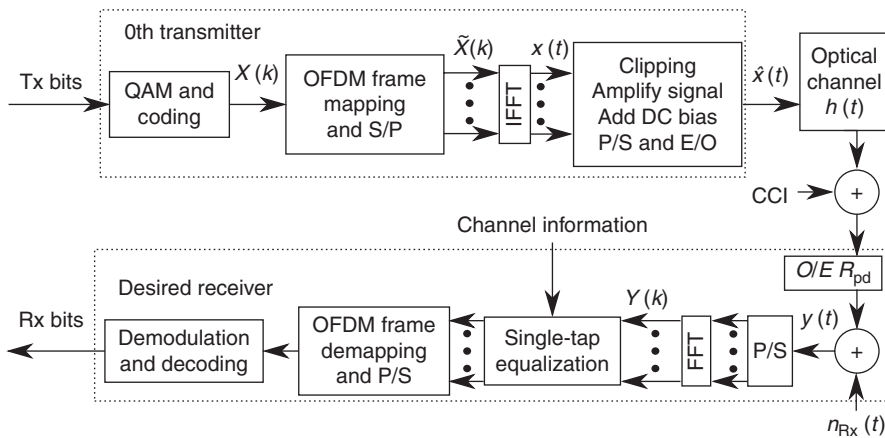 0th transmitter
Tx bits
QAM and
coding
X (k)
OFDM frame
mapping
and S/P
X̃(k)
IFFT
x (t)
Clipping
Amplify signal
Add DC bias
P/S and E/O
x̂ (t)
Optical
channel
h (t)
CCI
+
Channel information
O/E Rpd
Desired receiver
Rx bits
Demodulation
and decoding
OFDM frame
demapping
and P/S
Single-tap
equalization
Y (k)
FFT
P/S
y (t)
+
nRx (t)